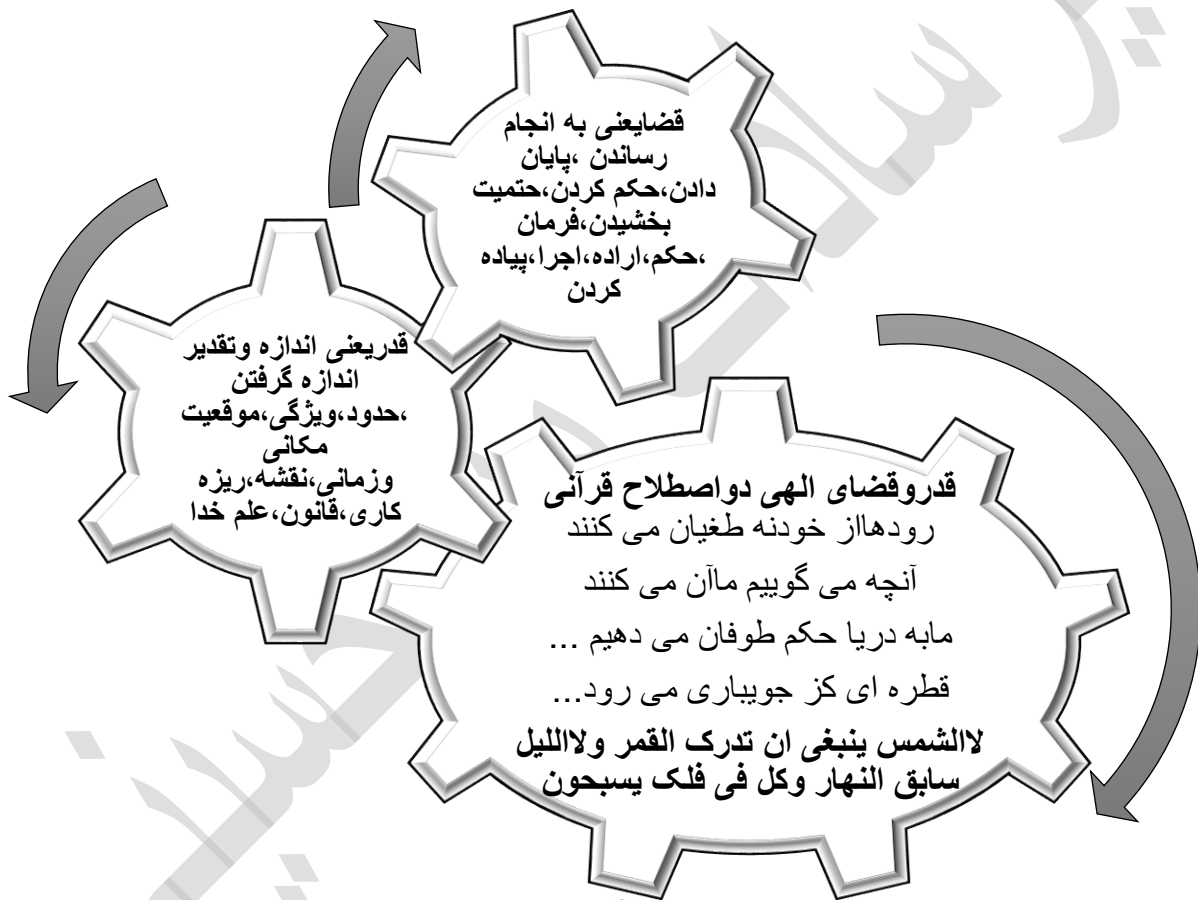 قضایعنی به انجام
رساندن ،پایان
دادن،حکم کردن،حتمیت
بخشیدن،فرمان
،حکم،اراده،اجرا،پیاده
کردن
قدریعنی اندازه وتقدیر
اندازه گرفتن
،حدود،ویژگی،موقعیت
مکانی
وزمانی،نقشه،ریزه
کاری،قانون،علم خدا
قدروقضای الهی دواصطلاح قرآنی
رودهااز خودنه طغیان می کنند
آنچه می گوییم ماآن می کنند
مابه دریا حکم طوفان می دهیم ...
قطره ای کز جویباری می رود...
لاالشمس ینبغی ان تدرک القمر ولااللیل
سابق النهار وکل فی فلک یسبحون